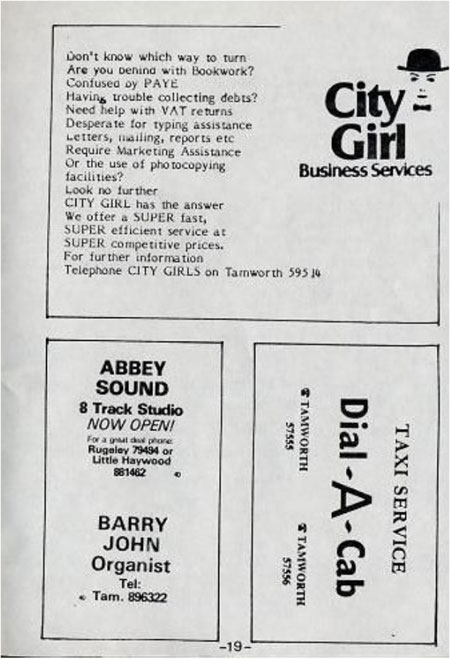 Don't know which way to turn
Are you behind with Bookwork?
Confused by PAYE
Having trouble collecting debts?
Need help with VAT returns
Desperate for typing assistance
Letters, mailing, reports etc
Require Marketing Assistance
Or the use of photocopying
facilities?
Look no further
CITY GIRL has the answer
We offer a SUPER fast,
SUPER efficient service at
SUPER competitive prices.
For further information
Telephone CITY GIRLS on Tamworth 595 14
City
Girl
Business Services
ABBEY
SOUND
8 Track Studio
NOW OPEN!
For a great deal phone:
Rugeley 79494 or
Little Haywood
881462
BARRY
JOHN
Organist
Tel:
Tam. 896322
TAXI SERVICE
Dial-A-Cab
☎ TAMWORTH
57555
☎ TAMWORTH
57556
-19-